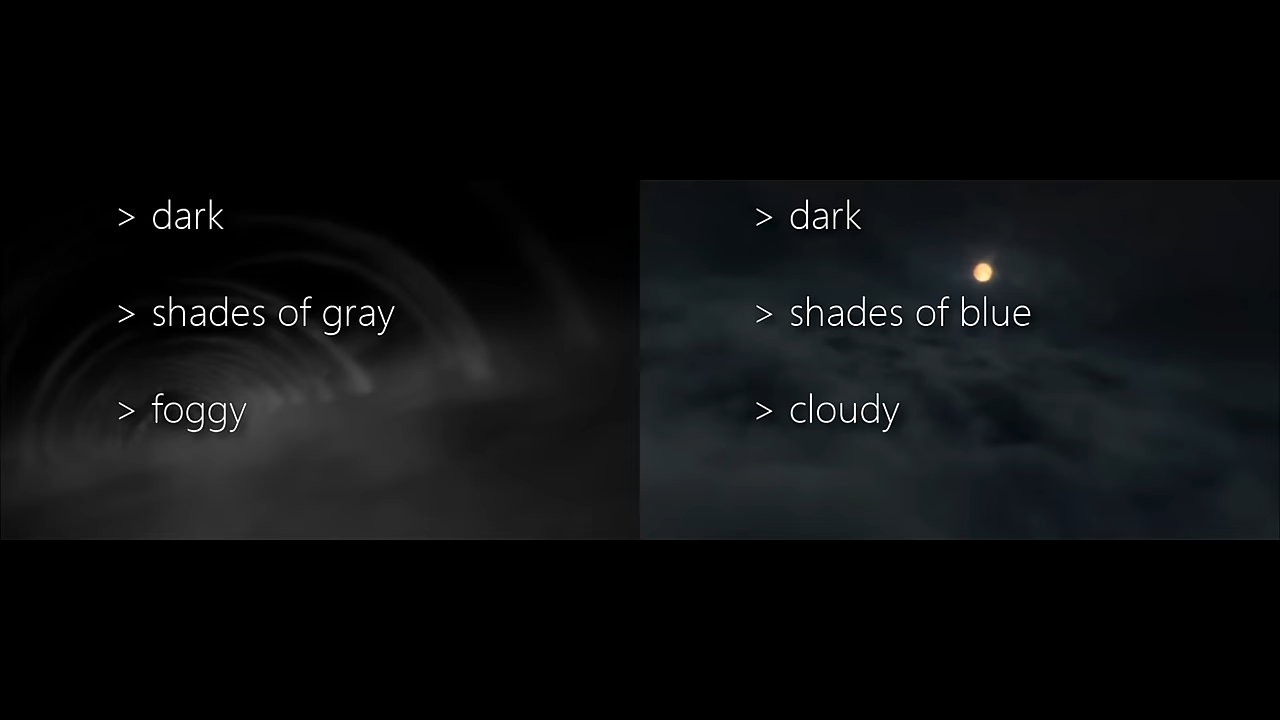 > dark
> shades of gray
> foggy
> dark
> shades of blue
> cloudy